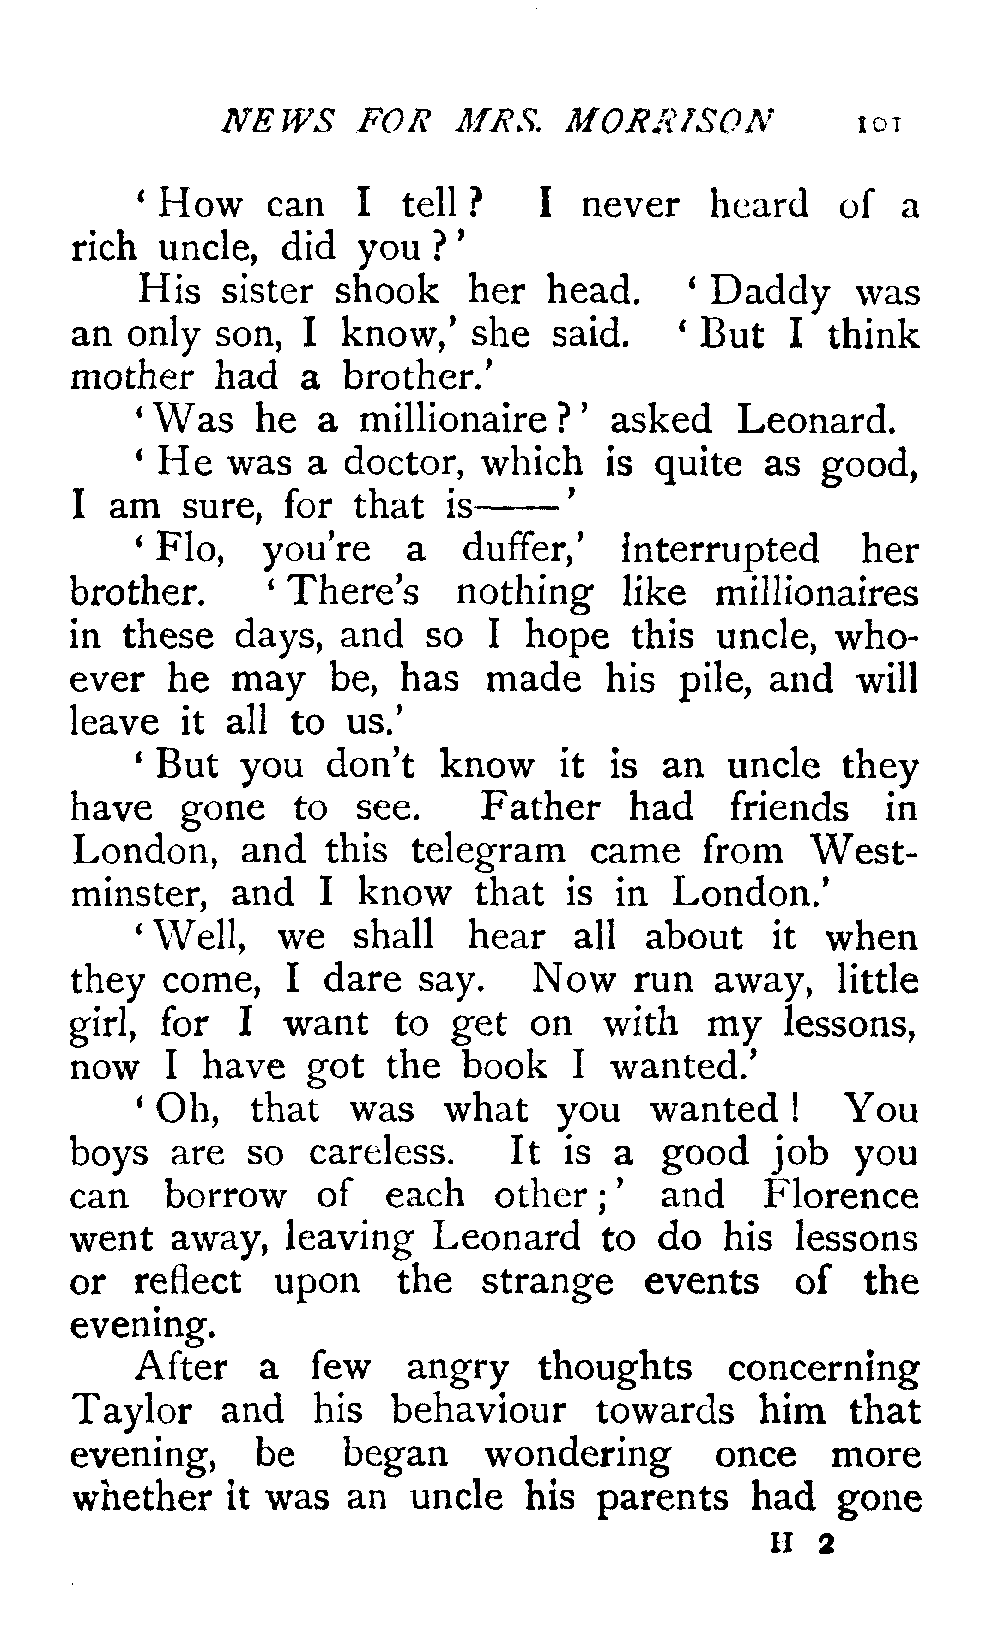 NEWS FOR MRS. MORRISON 101
‘ How can I tell ? I never heard of a
rich uncle, did you ? ’
His sister shook her head. ‘ Daddy was
an only son, I know,’ she said. ‘ But I think
mother had a brother.’
‘ Was he a millionaire ? ’ asked Leonard.
‘ He was a doctor, which is quite as good,
I am sure, for that is——’
‘ Flo, you’re a duffer,’ interrupted her
brother. ‘ There’s nothing like millionaires
in these days, and so I hope this uncle, who-
ever he may be, has made his pile, and will
leave it all to us.’
‘ But you don’t know it is an uncle they
have gone to see. Father had friends in
London, and this telegram came from West-
minster, and I know that is in London.’
‘ Well, we shall hear all about it when
they come, I dare say. Now run away, little
girl, for I want to get on with my lessons,
now I have got the book I wanted.’
‘ Oh, that was what you wanted ! You
boys are so careless. It is a good job you
can borrow of each other ; ’ and Florence
went away, leaving Leonard to do his lessons
or reflect upon the strange events of the
evening.
After a few angry thoughts concerning
Taylor and his behaviour towards him that
evening, be began wondering once more
whether it was an uncle his parents had gone
H 2